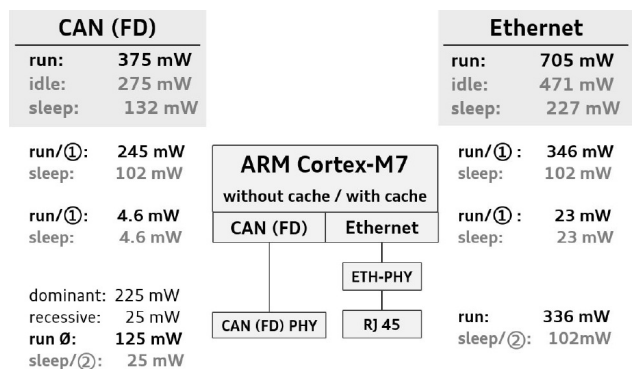 CAN (FD)
run: 375 mW
idle: 275 mW
sleep: 132 mW
run/①: 245 mW
sleep: 102 mW
run/①: 4.6 mW
sleep: 4.6 mW
dominant: 225 mW
recessive: 25 mW
run Ø: 125 mW
sleep/②: 25 mW
ARM Cortex-M7
without cache / with cache
CAN (FD) Ethernet
ETH-PHY
CAN (FD) PHY RJ 45
Ethernet
run: 705 mW
idle: 471 mW
sleep: 227 mW
run/① : 346 mW
sleep: 102 mW
run/① : 23 mW
sleep: 23 mW
run: 336 mW
sleep/②: 102mW